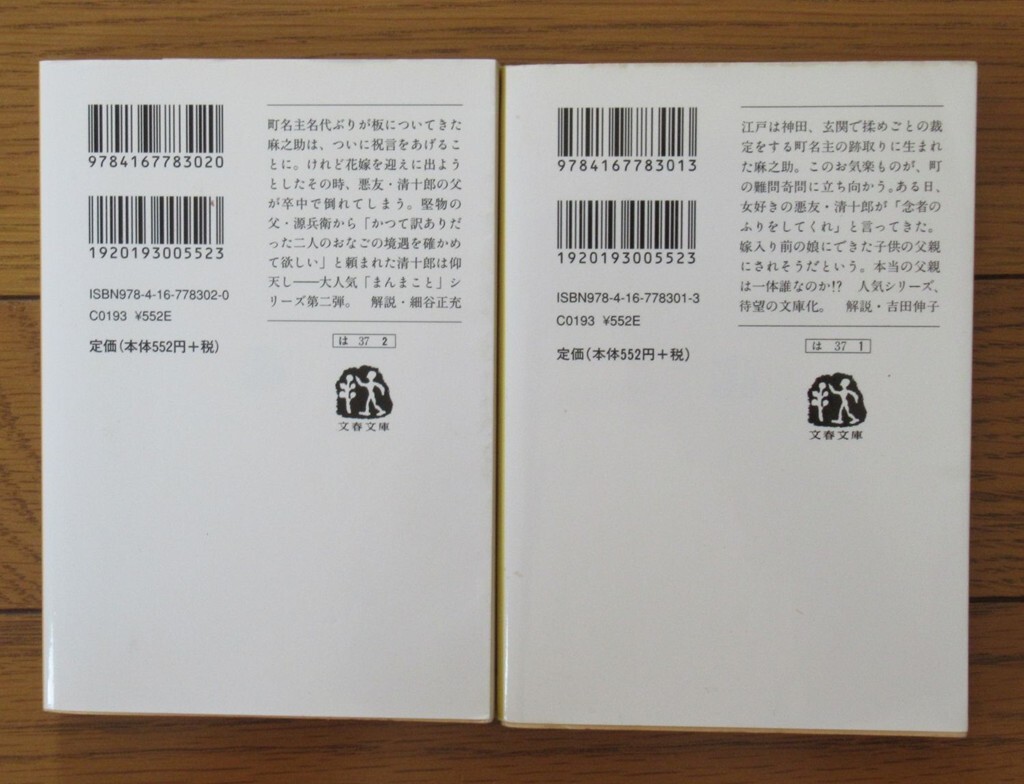 9784167783020
1920193005523
ISBN978-4-16-778302-0
C0193 ¥552E
定価(本体552円+税)
町名主名代ぶりが板についてきた
麻之助は、ついに祝言をあげるこ
とに。けれど花嫁を迎えに出よう
としたその時、悪友・清十郎の父
が卒中で倒れてしまう。堅物の
父・源兵衛から「かつて訳ありだ
った二人のおなごの境遇を確かめ
て欲しい」と頼まれた清十郎は仰
天し――大人気「まんまこと」シ
リーズ第二弾。 解説・細谷正充
は 37 2
文春文庫
9784167783013
1920193005523
ISBN978-4-16-778301-3
C0193 ¥552E
定価(本体552円+税)
江戸は神田、玄関で揉めごとの裁
定をする町名主の跡取りに生まれ
た麻之助。このお気楽ものが、町
の難問奇問に立ち向かう。ある日、
女好きの悪友・清十郎が「念者の
ふりをしてくれ」と言ってきた。
嫁入り前の娘にできた子供の父親
にされそうだという。本当の父親
は一体誰なのか!? 人気シリーズ、
待望の文庫化。 解説・吉田伸子
は 37 1
文春文庫